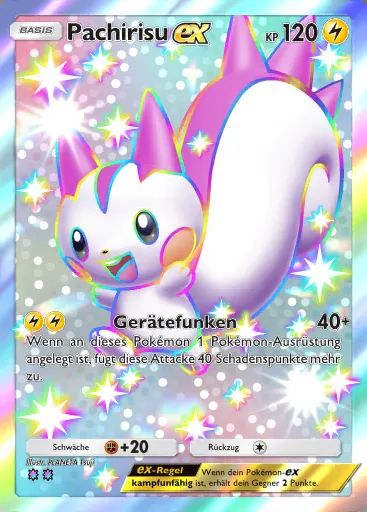 BASIS Pachirisu ex KP 120
Gerätefunken 40+
Wenn an dieses Pokémon 1 Pokémon-Ausrüstung
angelegt ist, fügt diese Attacke 40 Schadenspunkte mehr
zu.
Schwäche +20 Rückzug
Illustr. PLANETA Tsuji
ex-Regel Wenn dein Pokémon-ex
kampfunfähig ist, erhält dein Gegner 2 Punkte.